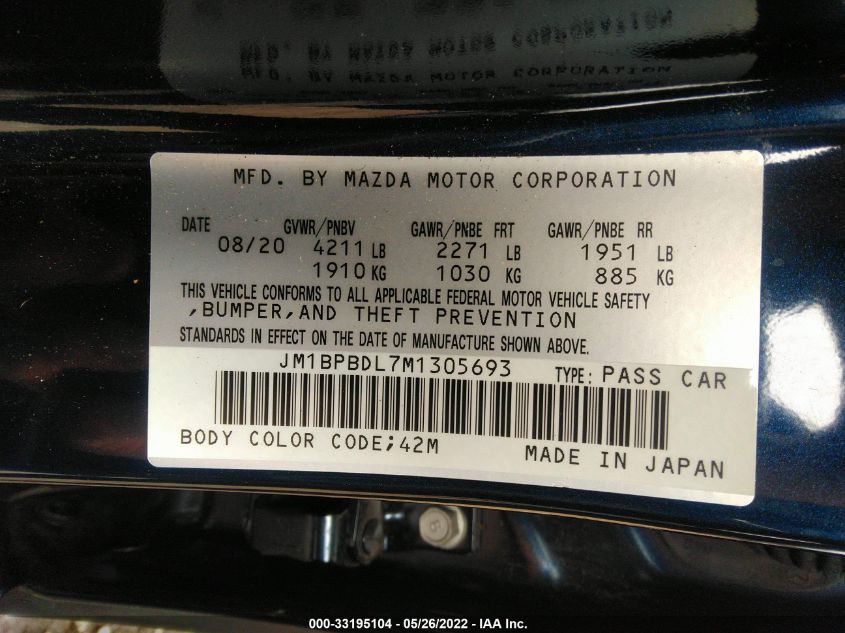 MFD. BY MAZDA MOTOR CORPORATION
DATE GVWR/PNBV GAWR/PNBE FRT GAWR/PNBE RR
08/20 4211 LB 2271 LB 1951 LB
1910 KG 1030 KG 885 KG
THIS VEHICLE CONFORMS TO ALL APPLICABLE FEDERAL MOTOR VEHICLE SAFETY
,BUMPER,AND THEFT PREVENTION
STANDARDS IN EFFECT ON THE DATE OF MANUFACTURE SHOWN ABOVE.
JM1BPBDL7M1305693 TYPE: PASS CAR
BODY COLOR CODE;42M MADE IN JAPAN
000-33195104 - 05/26/2022 - IAA Inc.